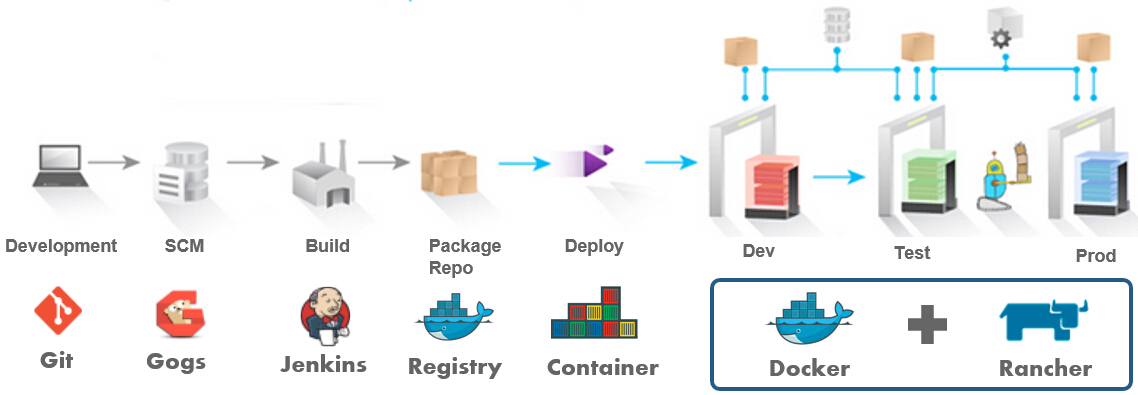 Development
SCM
Build
Package
Repo
Deploy
Dev
Test
Prod
Git
Gogs
Jenkins
Registry
Container
Docker
Rancher